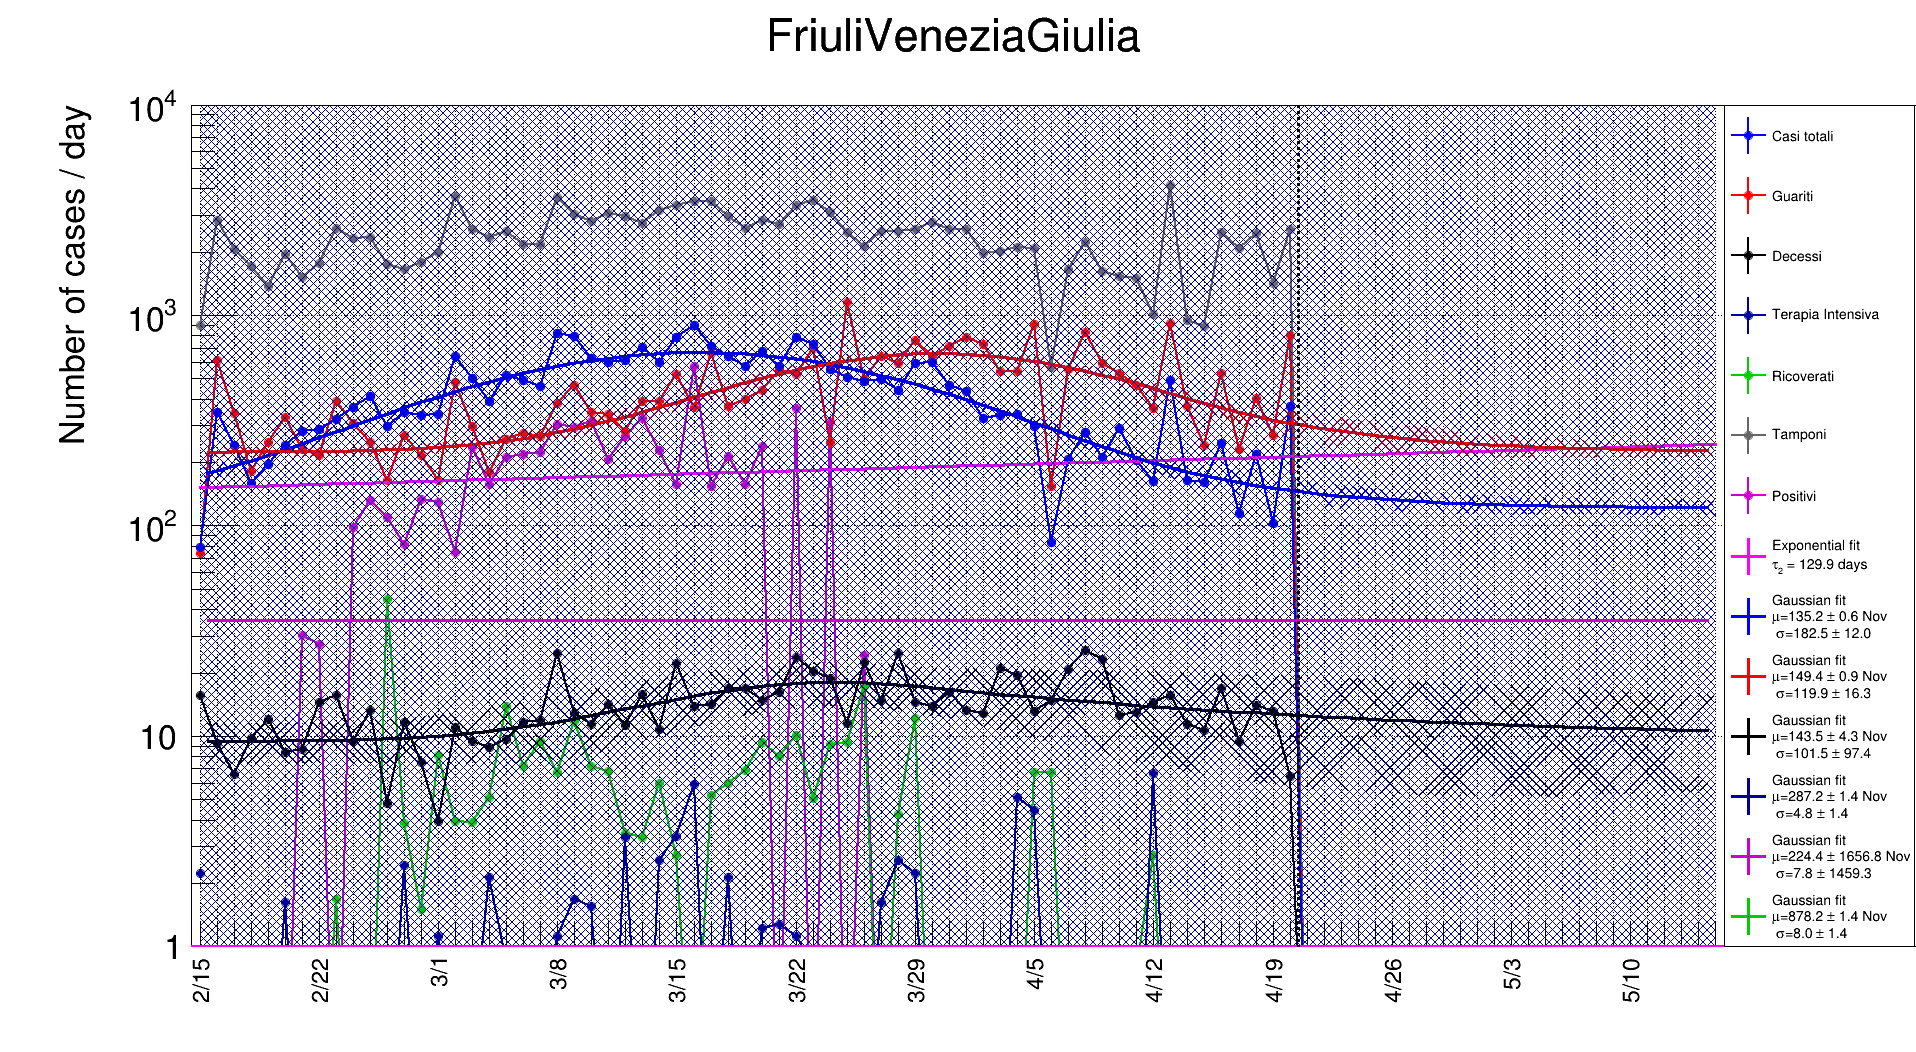 FriuliVeneziaGiulia
Number of cases / day
10⁴
10³
10²
10
1
2/15
2/22
3/1
3/8
3/15
3/22
3/29
4/5
4/12
4/19
4/26
5/3
5/10
Casi totali
Guariti
Decessi
Terapia Intensiva
Ricoverati
Tamponi
Positivi
Exponential fit
τ₂ = 129.9 days
Gaussian fit
μ=135.2 ± 0.6 Nov
σ=182.5 ± 12.0
Gaussian fit
μ=149.4 ± 0.9 Nov
σ=119.9 ± 16.3
Gaussian fit
μ=143.5 ± 4.3 Nov
σ=101.5 ± 97.4
Gaussian fit
μ=287.2 ± 1.4 Nov
σ=4.8 ± 1.4
Gaussian fit
μ=224.4 ± 1656.8 Nov
σ=7.8 ± 1459.3
Gaussian fit
μ=878.2 ± 1.4 Nov
σ=8.0 ± 1.4